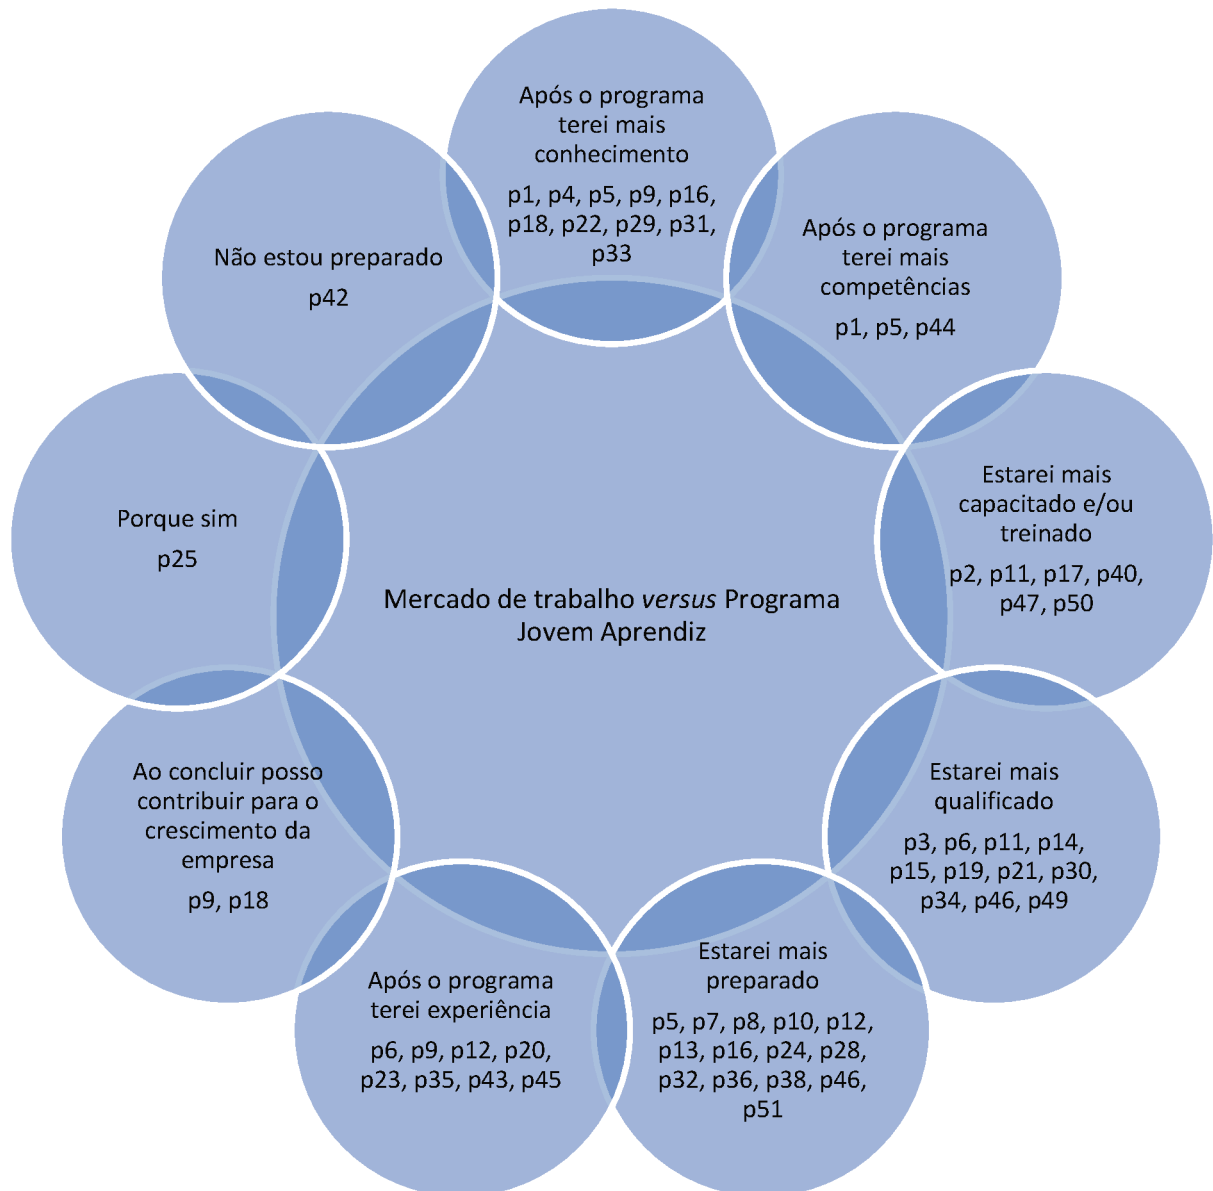 Após o programa
terei mais
conhecimento
p1, p4, p5, p9, p16,
p18, p22, p29, p31,
p33
Após o programa
terei mais
competências
p1, p5, p44
Estarei mais
capacitado e/ou
treinado
p2, p11, p17, p40,
p47, p50
Estarei mais
qualificado
p3, p6, p11, p14,
p15, p19, p21, p30,
p34, p46, p49
Estarei mais
preparado
p5, p7, p8, p10, p12,
p13, p16, p24, p28,
p32, p36, p38, p46,
p51
Após o programa
terei experiência
p6, p9, p12, p20,
p23, p35, p43, p45
Ao concluir posso
contribuir para o
crescimento da
empresa
p9, p18
Porque sim
p25
Não estou preparado
p42
Mercado de trabalho versus Programa
Jovem Aprendiz